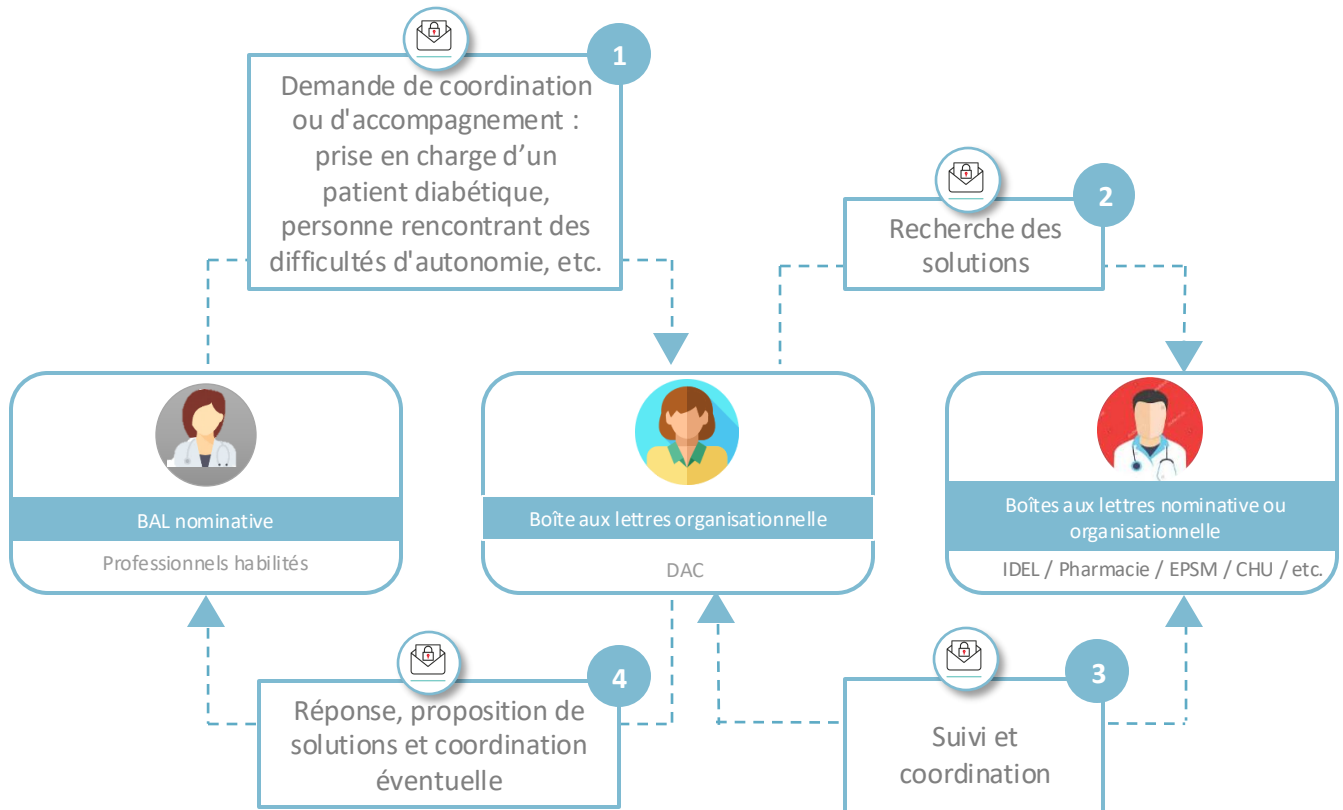 1
Demande de coordination
ou d'accompagnement :
prise en charge d’un
patient diabétique,
personne rencontrant des
difficultés d'autonomie, etc.
2
Recherche des
solutions
BAL nominative
Professionnels habilités
Boîte aux lettres organisationnelle
DAC
Boîtes aux lettres nominative ou
organisationnelle
IDEL / Pharmacie / EPSM / CHU / etc.
4
Réponse, proposition de
solutions et coordination
éventuelle
3
Suivi et
coordination